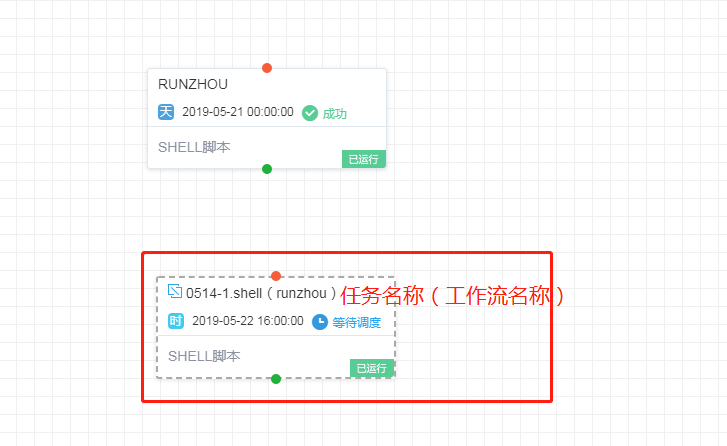 RUNZHOU
天 2019-05-21 00:00:00 成功
SHELL脚本
已运行
0514-1.shell（runzhou）任务名称（工作流名称）
时 2019-05-22 16:00:00 等待调度
SHELL脚本
已运行